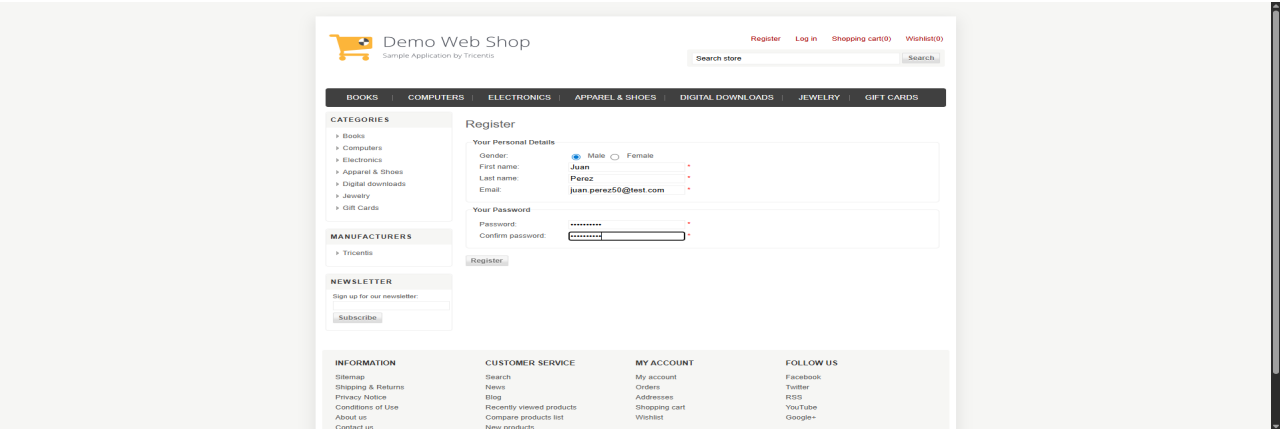 Demo Web Shop
Sample Application by Tricentis
Register Log in Shopping cart(0) Wishlist(0)
Search store Search
BOOKS | COMPUTERS | ELECTRONICS | APPAREL & SHOES | DIGITAL DOWNLOADS | JEWELRY | GIFT CARDS
CATEGORIES
Books
Computers
Electronics
Apparel & Shoes
Digital downloads
Jewelry
Gift Cards
MANUFACTURERS
Tricentis
NEWSLETTER
Sign up for our newsletter:
Subscribe
Register
Your Personal Details
Gender: Male Female
First name: Juan *
Last name: Perez *
Email: juan.perez50@test.com *
Your Password
Password: •••••••••• *
Confirm password: •••••••••• *
Register
INFORMATION
Sitemap
Shipping & Returns
Privacy Notice
Conditions of Use
About us
Contact us
CUSTOMER SERVICE
Search
News
Blog
Recently viewed products
Compare products list
New products
MY ACCOUNT
My account
Orders
Addresses
Shopping cart
Wishlist
FOLLOW US
Facebook
Twitter
RSS
YouTube
Google+